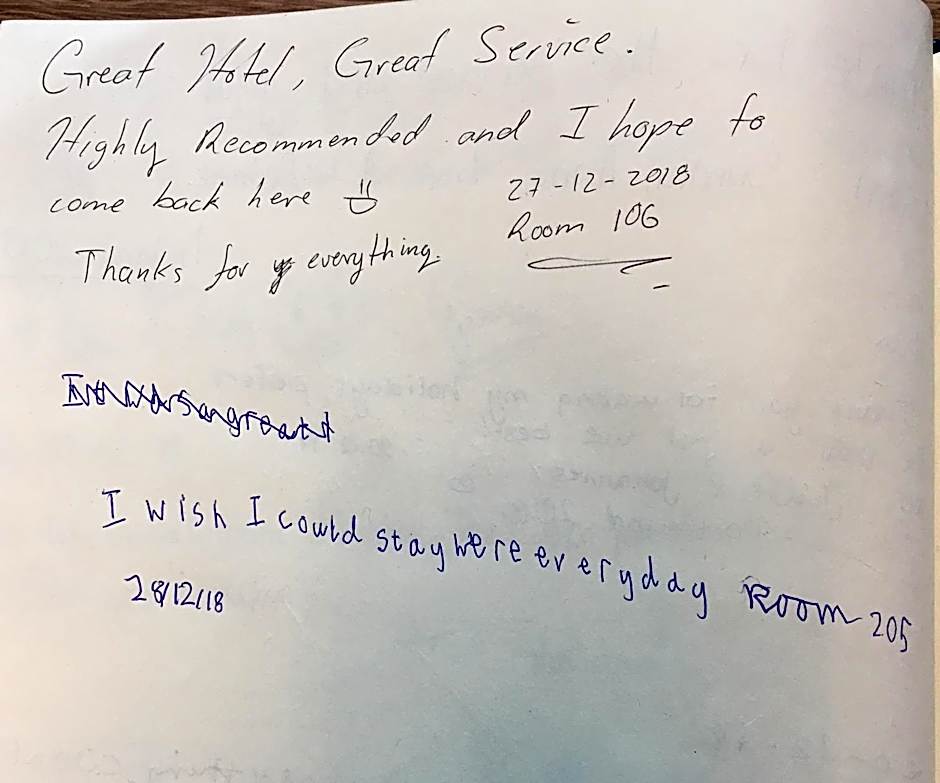 Great Hotel, Great Service.
Highly Recommended and I hope to
come back here
27-12-2018
Room 106
Thanks for everything.
I wish I could stay here everyday Room 205
28/12/18